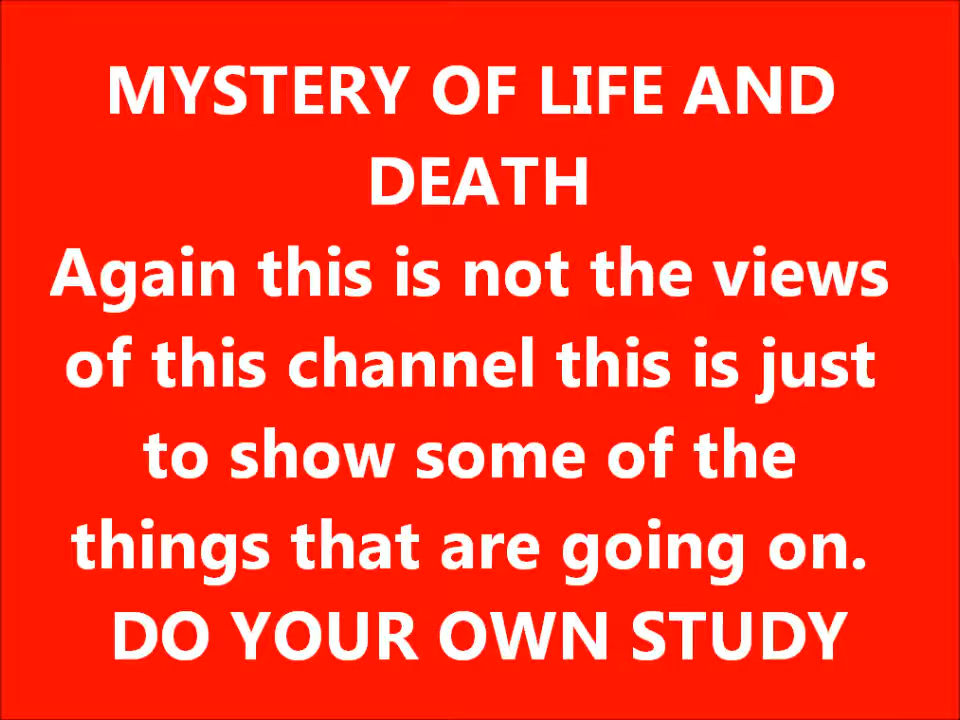 MYSTERY OF LIFE AND
DEATH
Again this is not the views
of this channel this is just
to show some of the
things that are going on.
DO YOUR OWN STUDY